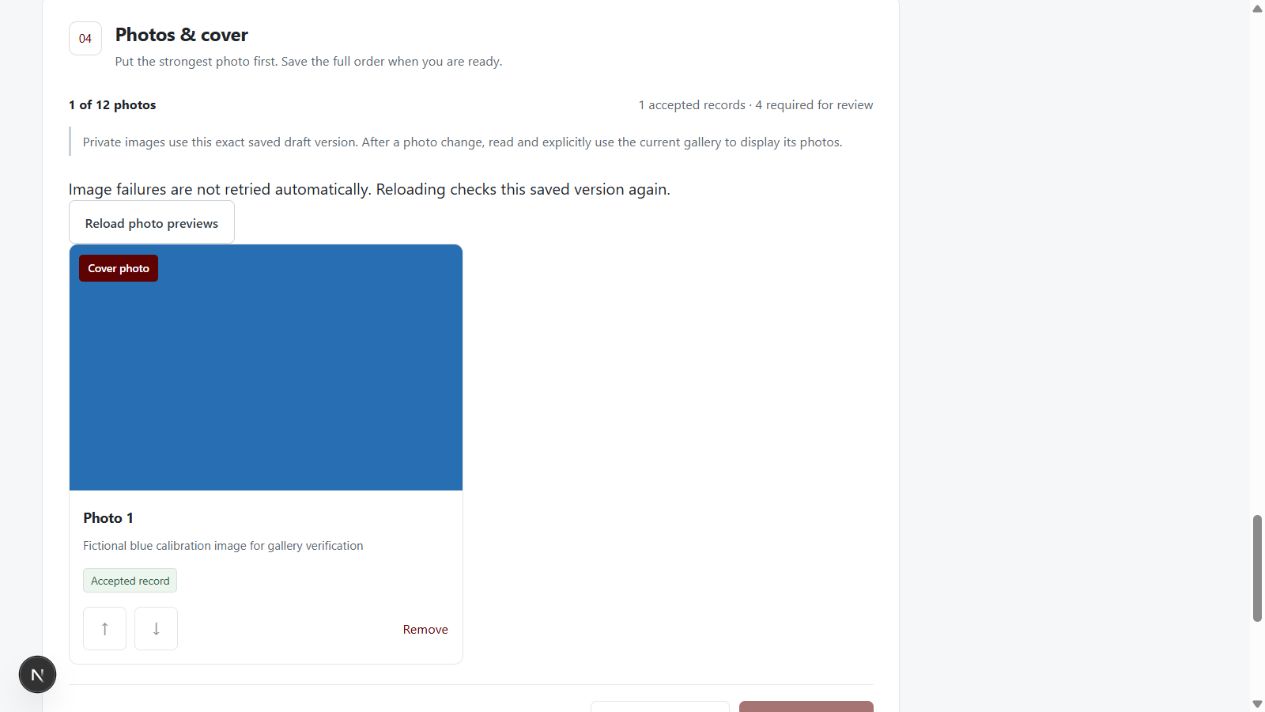 04
Photos & cover
Put the strongest photo first. Save the full order when you are ready.
1 of 12 photos
1 accepted records · 4 required for review
Private images use this exact saved draft version. After a photo change, read and explicitly use the current gallery to display its photos.
Image failures are not retried automatically. Reloading checks this saved version again.
Reload photo previews
Cover photo
Photo 1
Fictional blue calibration image for gallery verification
Accepted record
↑ ↓
Remove
N